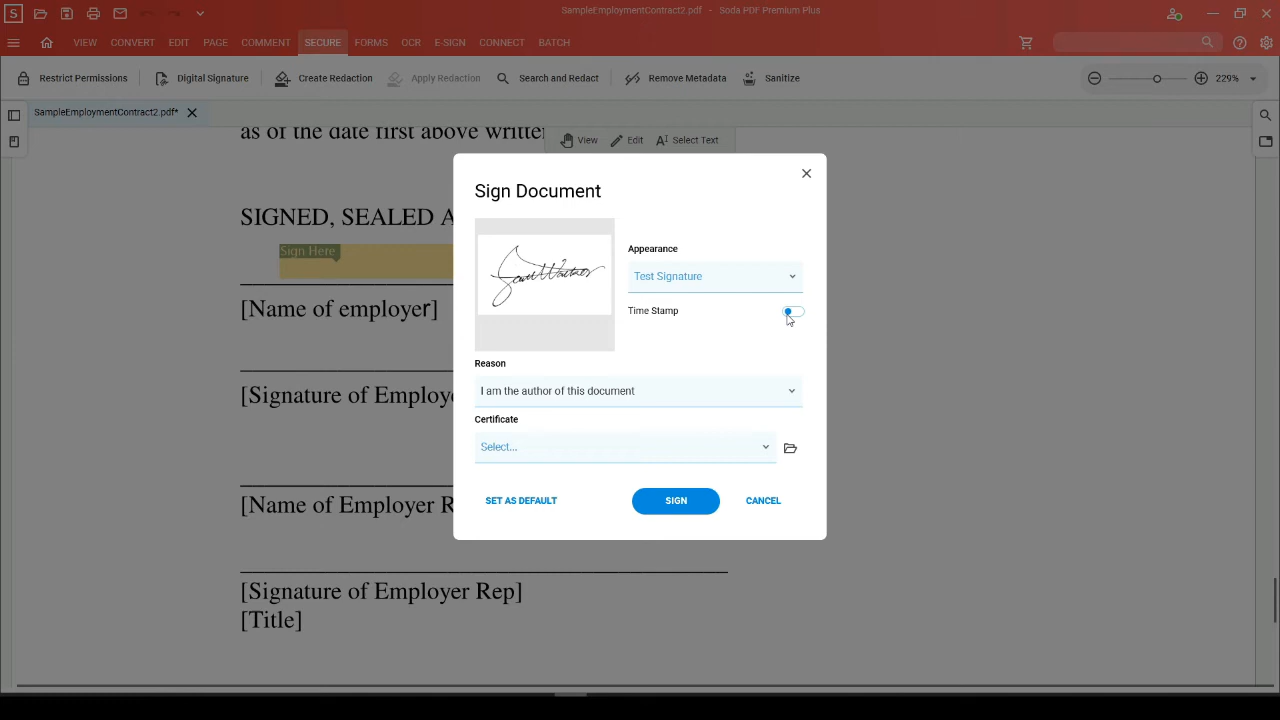 S
SampleEmploymentContract2.pdf* - Soda PDF Premium Plus
VIEW CONVERT EDIT PAGE COMMENT SECURE FORMS OCR E-SIGN CONNECT BATCH
Restrict Permissions Digital Signature Create Redaction Apply Redaction Search and Redact Remove Metadata Sanitize 229%
SampleEmploymentContract2.pdf*
as of the date first above writte
View Edit Select Text
Sign Document
SIGNED, SEALED A
Sign Here
Appearance
Test Signature
[Name of employer]
Time Stamp
Reason
I am the author of this document
[Signature of Employe
Certificate
Select...
[Name of Employer R
SET AS DEFAULT SIGN CANCEL
[Signature of Employer Rep]
[Title]